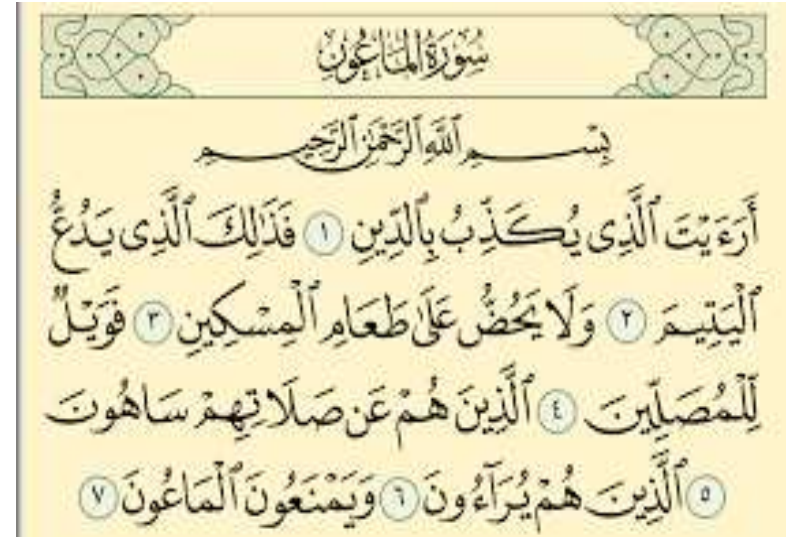 سُورَةُ المَاعُونِ
بِسْمِ ٱللَّهِ ٱلرَّحْمَٰنِ ٱلرَّحِيمِ
أَرَءَيْتَ ٱلَّذِى يُكَذِّبُ بِٱلدِّينِ ١ فَذَٰلِكَ ٱلَّذِى يَدُعُّ
ٱلْيَتِيمَ ٢ وَلَا يَحُضُّ عَلَىٰ طَعَامِ ٱلْمِسْكِينِ ٣ فَوَيْلٌ
لِّلْمُصَلِّينَ ٤ ٱلَّذِينَ هُمْ عَن صَلَاتِهِمْ سَاهُونَ
٥ ٱلَّذِينَ هُمْ يُرَآءُونَ ٦ وَيَمْنَعُونَ ٱلْمَاعُونَ ٧